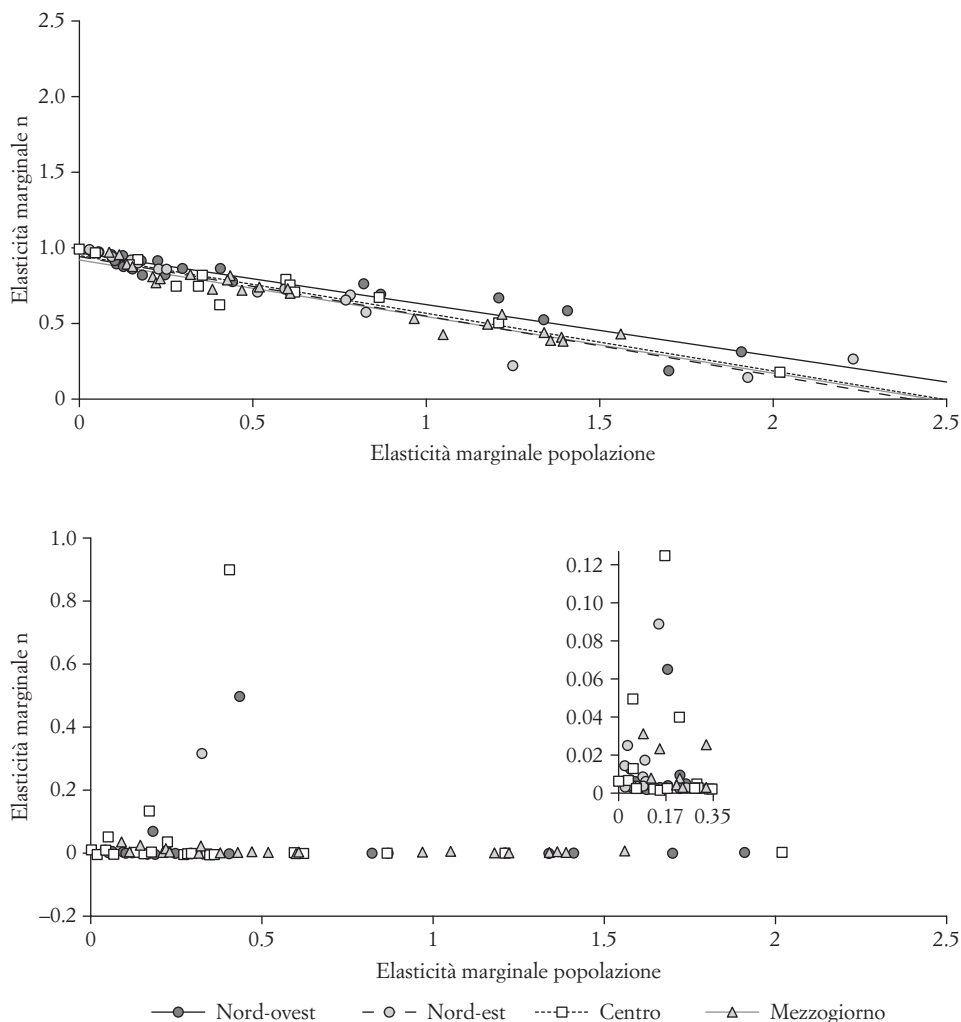 2.5
2.0
1.5
1.0
0.5
0
Elasticità marginale n
0 0.5 1 1.5 2 2.5
Elasticità marginale popolazione
1.0
0.8
0.6
0.4
0.2
0
−0.2
Elasticità marginale n
0.12
0.10
0.08
0.06
0.04
0.02
0
0 0.17 0.35
0 0.5 1 1.5 2 2.5
Elasticità marginale popolazione
Nord-ovest Nord-est Centro Mezzogiorno